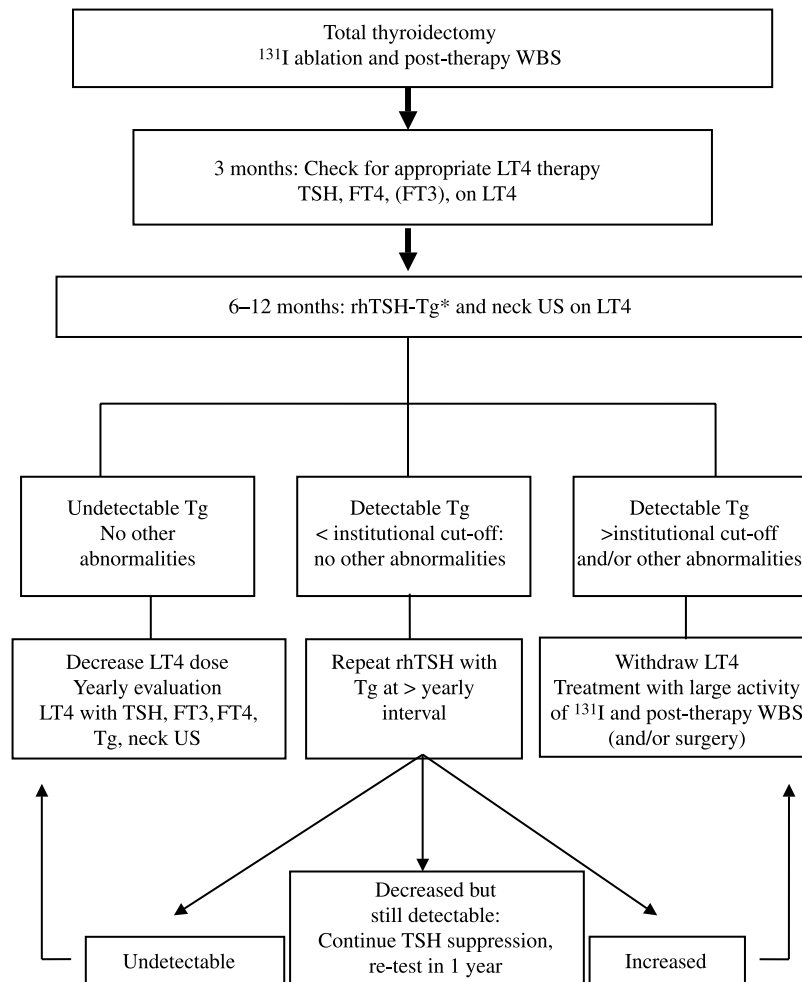 Total thyroidectomy
¹³¹I ablation and post-therapy WBS
3 months: Check for appropriate LT4 therapy
TSH, FT4, (FT3), on LT4
6–12 months: rhTSH-Tg* and neck US on LT4
Undetectable Tg
No other
abnormalities
Detectable Tg
< institutional cut-off:
no other abnormalities
Detectable Tg
>institutional cut-off
and/or other abnormalities
Decrease LT4 dose
Yearly evaluation
LT4 with TSH, FT3, FT4,
Tg, neck US
Repeat rhTSH with
Tg at > yearly
interval
Withdraw LT4
Treatment with large activity
of ¹³¹I and post-therapy WBS
(and/or surgery)
Undetectable
Decreased but
still detectable:
Continue TSH suppression,
re-test in 1 year
Increased